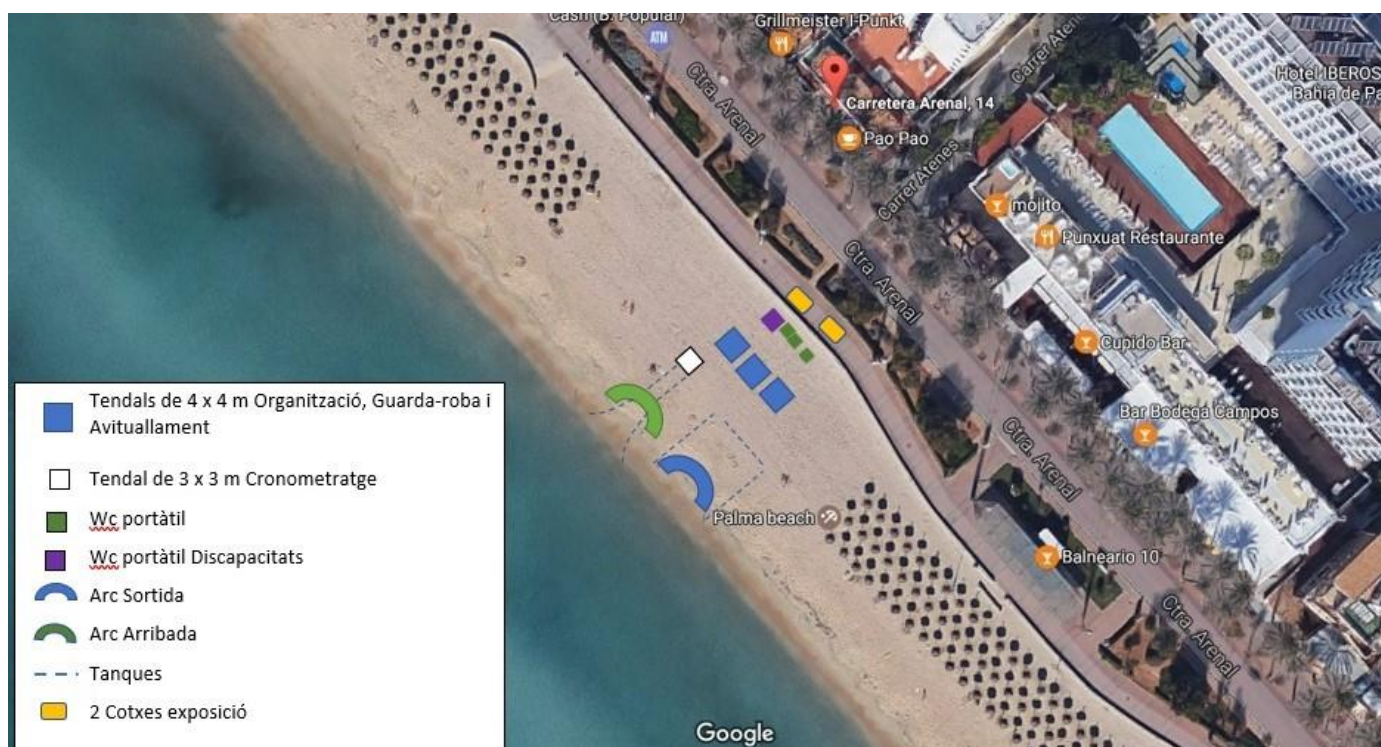 Cash (B. Popular)
ATM
Grillmeister I-Punkt
Carrer Atenes
Hotel IBEROS
Bahia de Pa
Ctra. Arenal
Carretera Arenal, 14
Pao Pao
Carrer Atenes
mojito
Punxuat Restaurante
Ctra. Arenal
Cupido Bar
Bar Bodega Campos
Ctra. Arenal
Palma beach
Balneario 10
Ctra. Arenal
Google
Tendals de 4 x 4 m Organització, Guarda-roba i
Avituallament
Tendal de 3 x 3 m Cronometratge
Wc portàtil
Wc portàtil Discapacitats
Arc Sortida
Arc Arribada
Tanques
2 Cotxes exposició